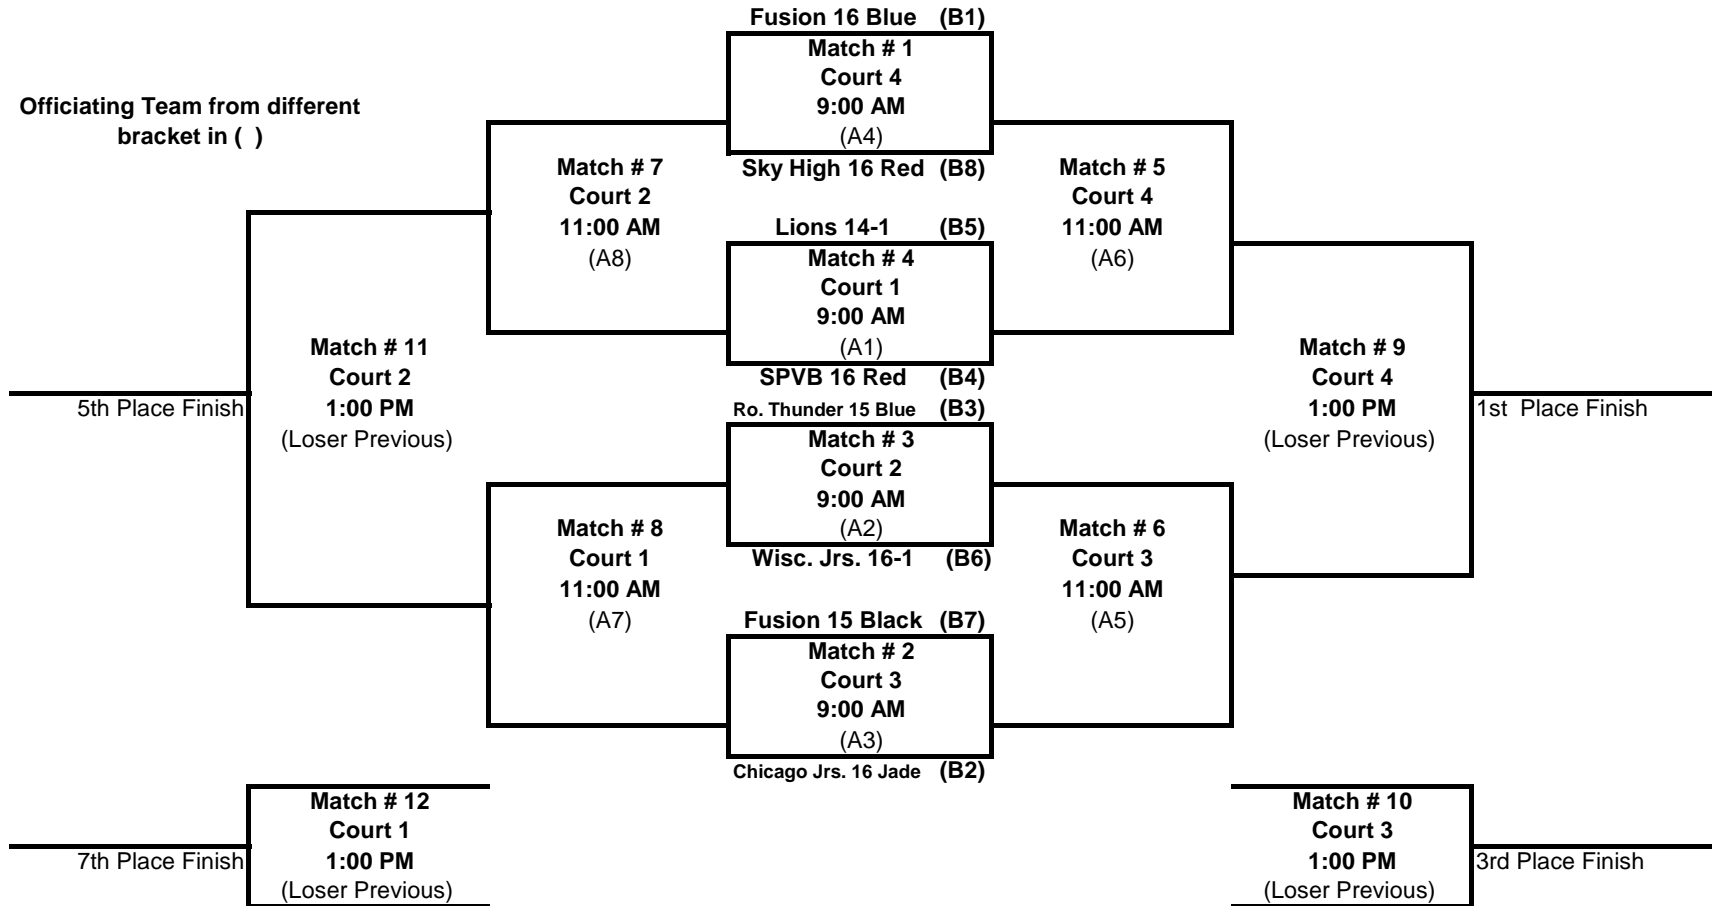 Fusion 16 Blue (B1)
Match # 1
Court 4
9:00 AM
(A4)
Sky High 16 Red (B8)
Officiating Team from different
bracket in ( )
Match # 7
Court 2
11:00 AM
(A8)
Match # 5
Court 4
11:00 AM
(A6)
Lions 14-1 (B5)
Match # 4
Court 1
9:00 AM
(A1)
SPVB 16 Red (B4)
Match # 11
Court 2
1:00 PM
(Loser Previous)
5th Place Finish
Match # 9
Court 4
1:00 PM
(Loser Previous)
1st Place Finish
Ro. Thunder 15 Blue (B3)
Match # 3
Court 2
9:00 AM
(A2)
Wisc. Jrs. 16-1 (B6)
Match # 8
Court 1
11:00 AM
(A7)
Match # 6
Court 3
11:00 AM
(A5)
Fusion 15 Black (B7)
Match # 2
Court 3
9:00 AM
(A3)
Chicago Jrs. 16 Jade (B2)
Match # 12
Court 1
1:00 PM
(Loser Previous)
7th Place Finish
Match # 10
Court 3
1:00 PM
(Loser Previous)
3rd Place Finish